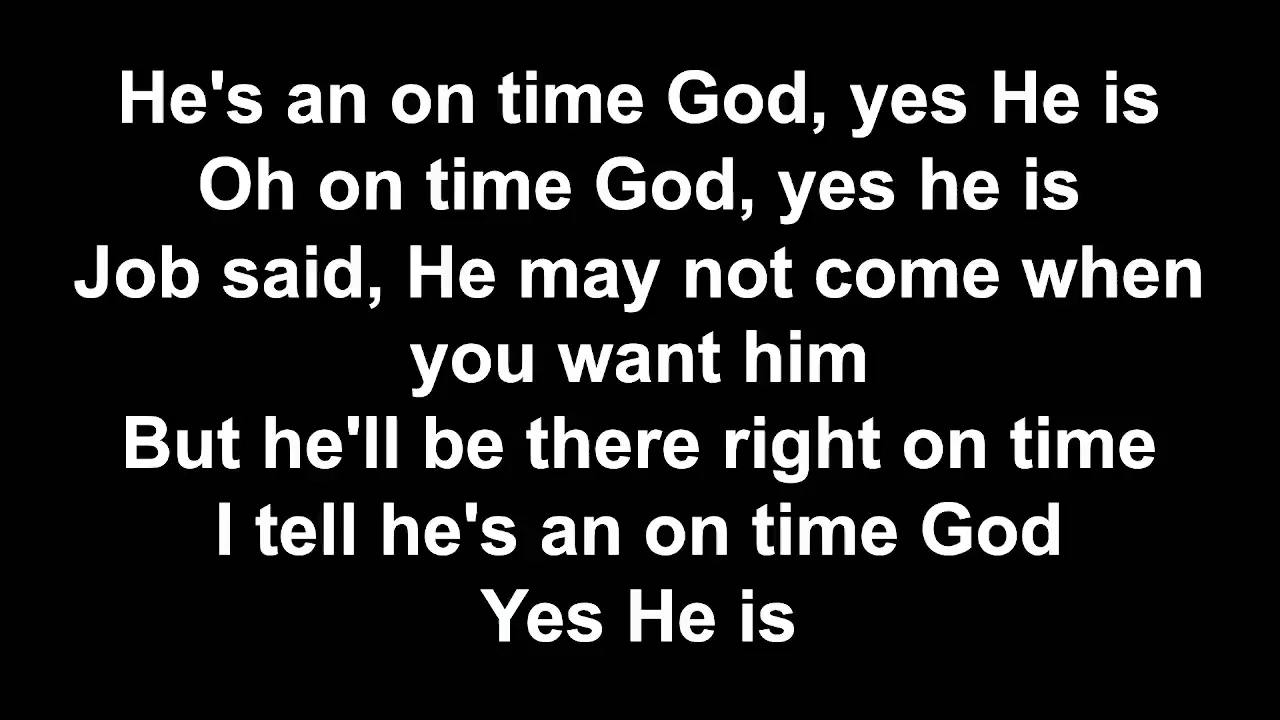 He's an on time God, yes He is
Oh on time God, yes he is
Job said, He may not come when
you want him
But he'll be there right on time
I tell he's an on time God
Yes He is